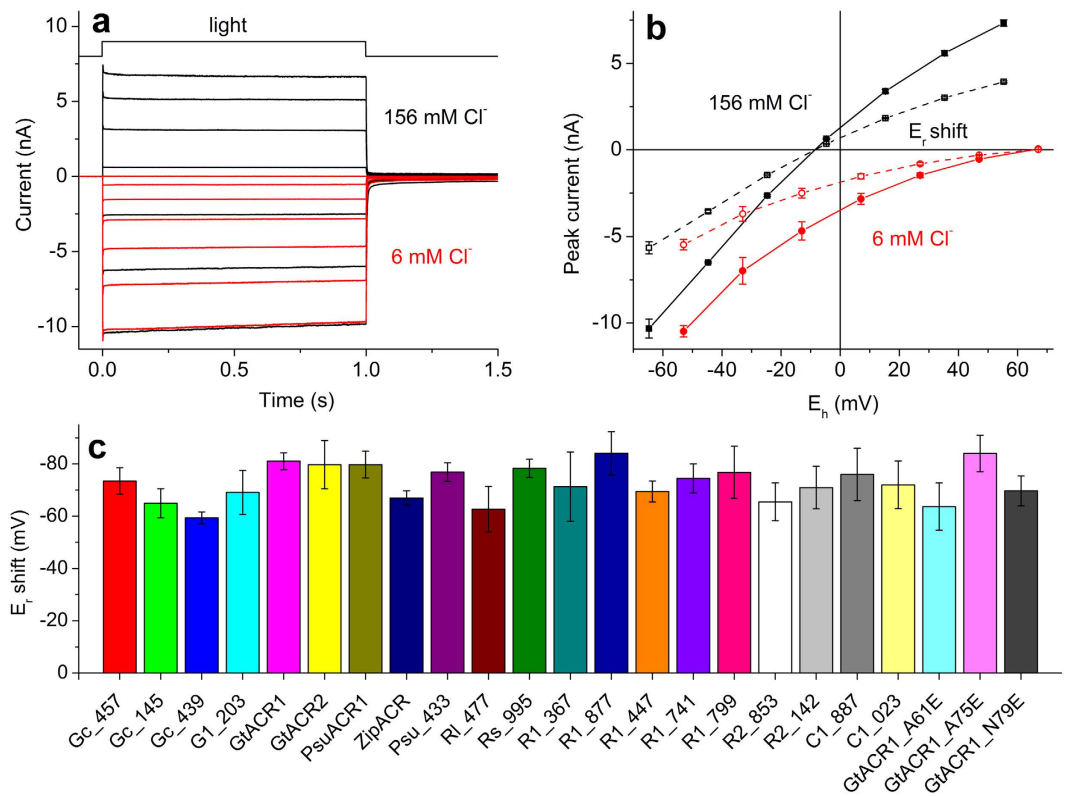 a
light
10
5
0
-5
-10
Current (nA)
156 mM Cl⁻
6 mM Cl⁻
0.0
0.5
1.0
1.5
Time (s)
b
5
0
-5
-10
Peak current (nA)
156 mM Cl⁻
Eᵣ shift
6 mM Cl⁻
-60
-40
-20
0
20
40
60
Eₕ (mV)
c
-80
-60
-40
-20
0
Eᵣ shift (mV)
Gc_457
Gc_145
Gc_439
G1_203
GtACR1
GtACR2
PsuACR1
ZipACR
Psu_433
Rl_477
Rs_995
R1_367
R1_877
R1_447
R1_741
R1_799
R2_853
R2_142
C1_887
C1_023
GtACR1_A61E
GtACR1_A75E
GtACR1_N79E